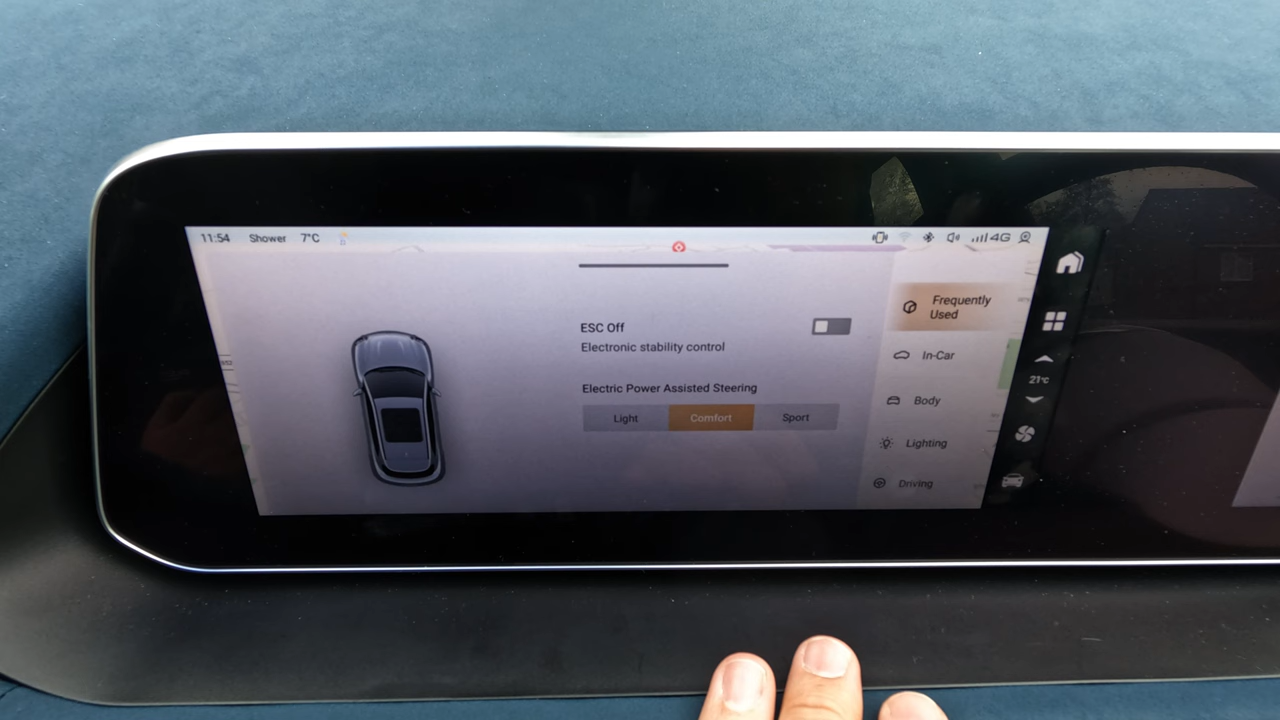 11:54 Shower 7°C 4G
ESC Off
Electronic stability control
Electric Power Assisted Steering
Light Comfort Sport
Frequently
Used
In-Car
Body
Lighting
Driving
21°C